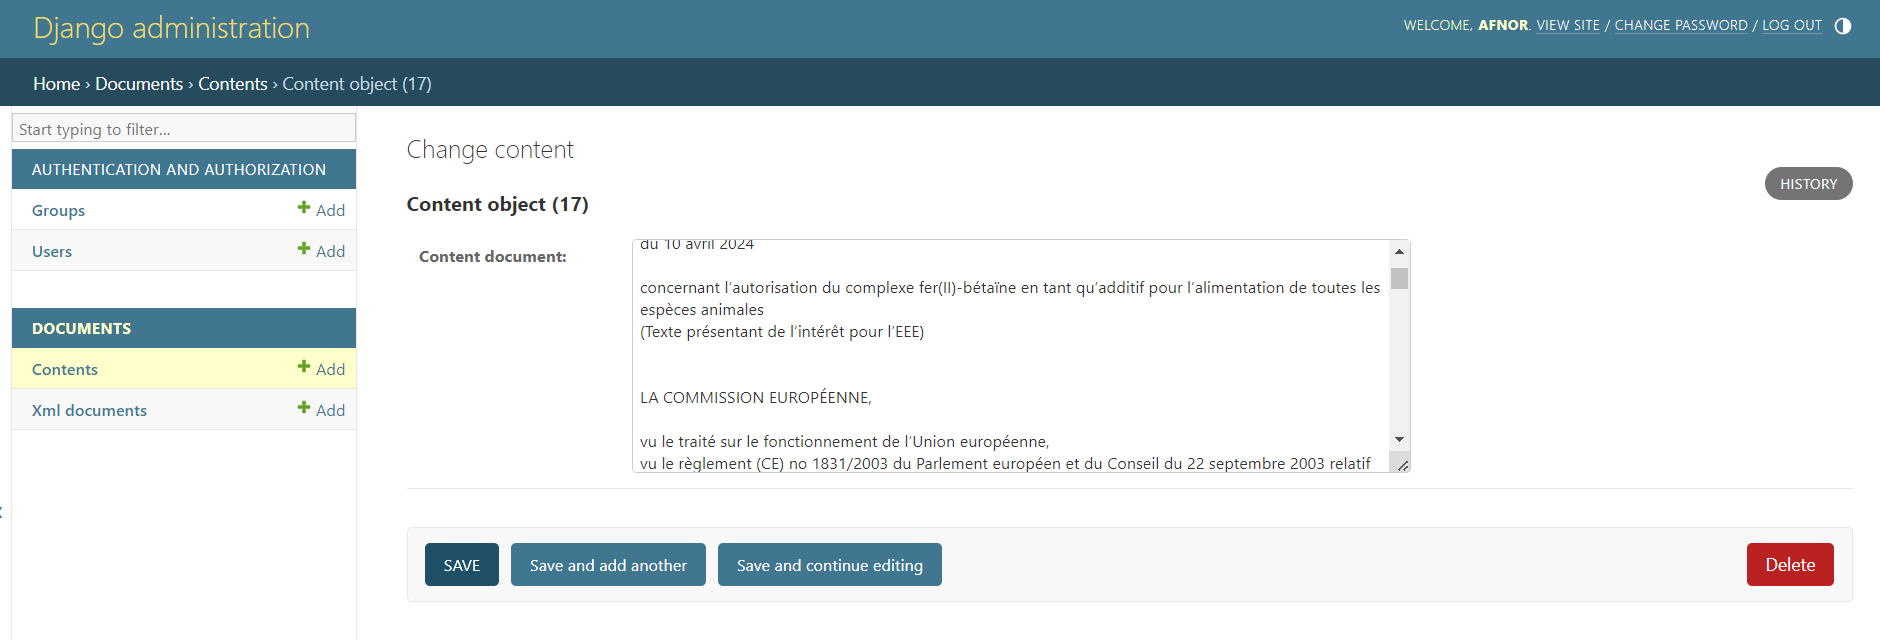 Django administration
WELCOME, AFNOR. VIEW SITE / CHANGE PASSWORD / LOG OUT
Home › Documents › Contents › Content object (17)
Start typing to filter...
AUTHENTICATION AND AUTHORIZATION
Groups
Add
Users
Add
DOCUMENTS
Contents
Add
Xml documents
Add
Change content
HISTORY
Content object (17)
Content document:
du 10 avril 2024
concernant l’autorisation du complexe fer(II)-bétaïne en tant qu’additif pour l’alimentation de toutes les
espèces animales
(Texte présentant de l’intérêt pour l’EEE)
LA COMMISSION EUROPÉENNE,
vu le traité sur le fonctionnement de l’Union européenne,
vu le règlement (CE) no 1831/2003 du Parlement européen et du Conseil du 22 septembre 2003 relatif
SAVE
Save and add another
Save and continue editing
Delete